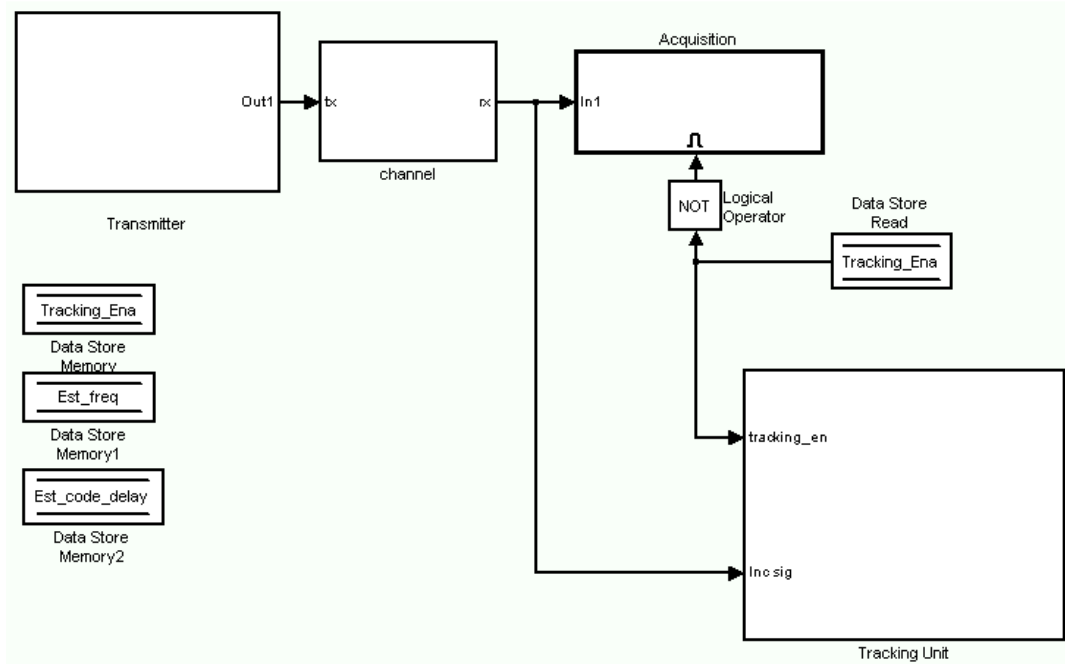 Acquisition
Out1
tx
rx
In1
channel
NOT
Logical
Operator
Data Store
Read
Tracking_Ena
Transmitter
Tracking_Ena
Data Store
Memory
Est_freq
Data Store
Memory1
Est_code_delay
Data Store
Memory2
tracking_en
Inc sig
Tracking Unit